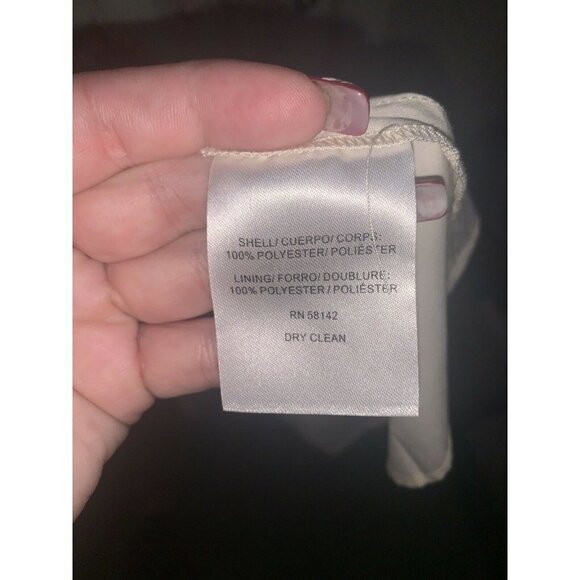 SHELL/ CUERPO/ CORPS:
100% POLYESTER / POLIÉSTER
LINING/ FORRO/ DOUBLURE:
100% POLYESTER / POLIÉSTER
RN 58142
DRY CLEAN